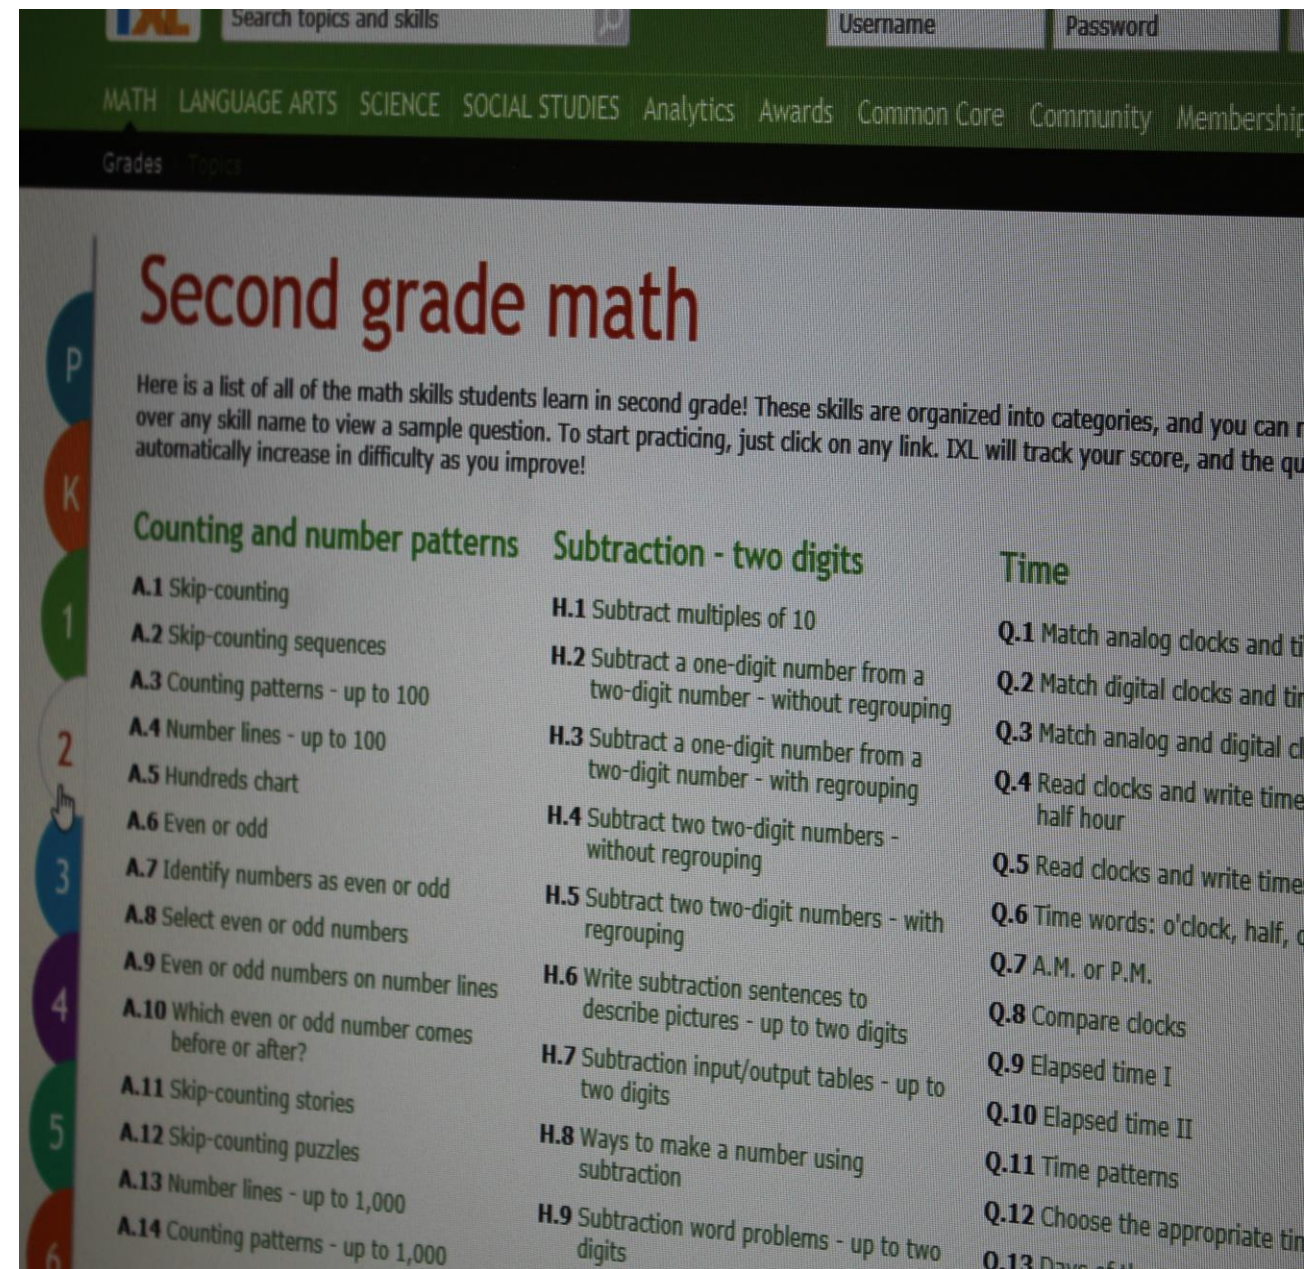 IXL
Search topics and skills
Username
Password
MATH LANGUAGE ARTS SCIENCE SOCIAL STUDIES Analytics Awards Common Core Community Membership
Grades Topics
Second grade math
Here is a list of all of the math skills students learn in second grade! These skills are organized into categories, and you can
over any skill name to view a sample question. To start practicing, just click on any link. IXL will track your score, and the
automatically increase in difficulty as you improve!
P
K
1
2
3
4
5
6
Counting and number patterns
A.1 Skip-counting
A.2 Skip-counting sequences
A.3 Counting patterns - up to 100
A.4 Number lines - up to 100
A.5 Hundreds chart
A.6 Even or odd
A.7 Identify numbers as even or odd
A.8 Select even or odd numbers
A.9 Even or odd numbers on number lines
A.10 Which even or odd number comes
before or after?
A.11 Skip-counting stories
A.12 Skip-counting puzzles
A.13 Number lines - up to 1,000
A.14 Counting patterns - up to 1,000
Subtraction - two digits
H.1 Subtract multiples of 10
H.2 Subtract a one-digit number from a
two-digit number - without regrouping
H.3 Subtract a one-digit number from a
two-digit number - with regrouping
H.4 Subtract two two-digit numbers -
without regrouping
H.5 Subtract two two-digit numbers - with
regrouping
H.6 Write subtraction sentences to
describe pictures - up to two digits
H.7 Subtraction input/output tables - up to
two digits
H.8 Ways to make a number using
subtraction
H.9 Subtraction word problems - up to two
digits
Time
Q.1 Match analog clocks and
Q.2 Match digital clocks and
Q.3 Match analog and digital
Q.4 Read clocks and write time
half hour
Q.5 Read clocks and write time
Q.6 Time words: o'clock, half,
Q.7 A.M. or P.M.
Q.8 Compare clocks
Q.9 Elapsed time I
Q.10 Elapsed time II
Q.11 Time patterns
Q.12 Choose the appropriate
Q.13 Days of